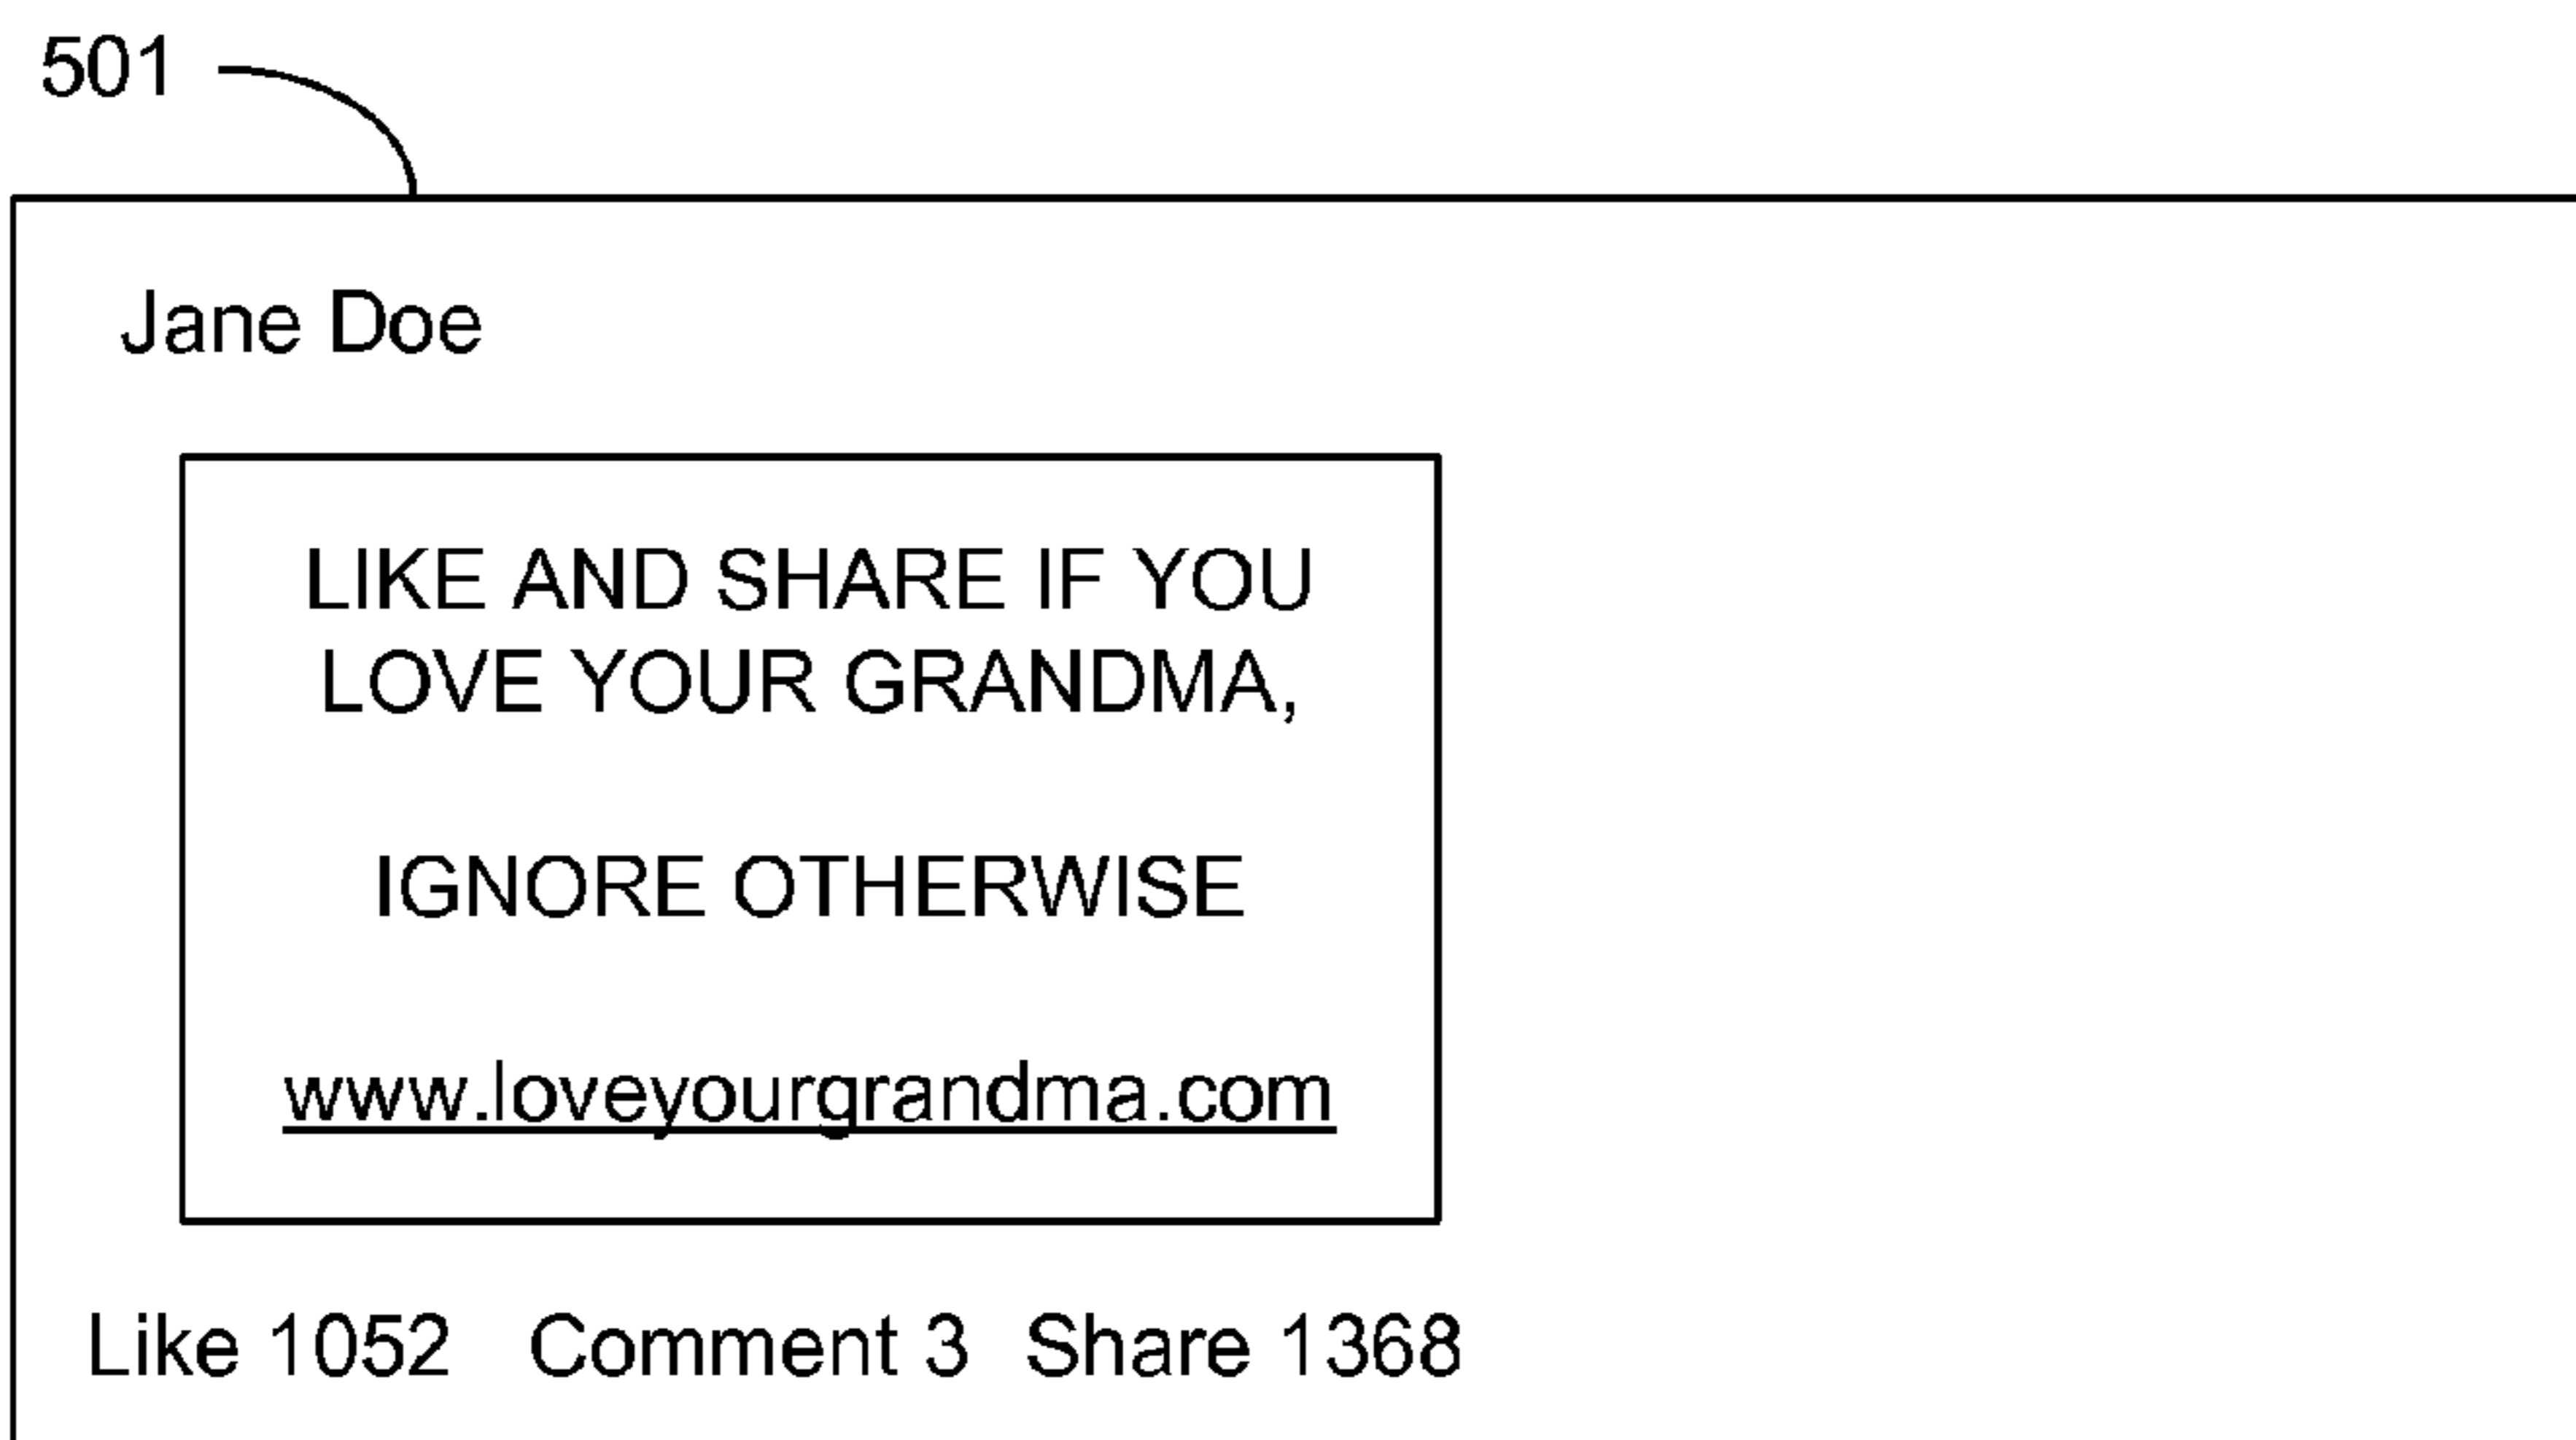 501
Jane Doe
LIKE AND SHARE IF YOU
LOVE YOUR GRANDMA,
IGNORE OTHERWISE
www.loveyourgrandma.com
Like 1052 Comment 3 Share 1368